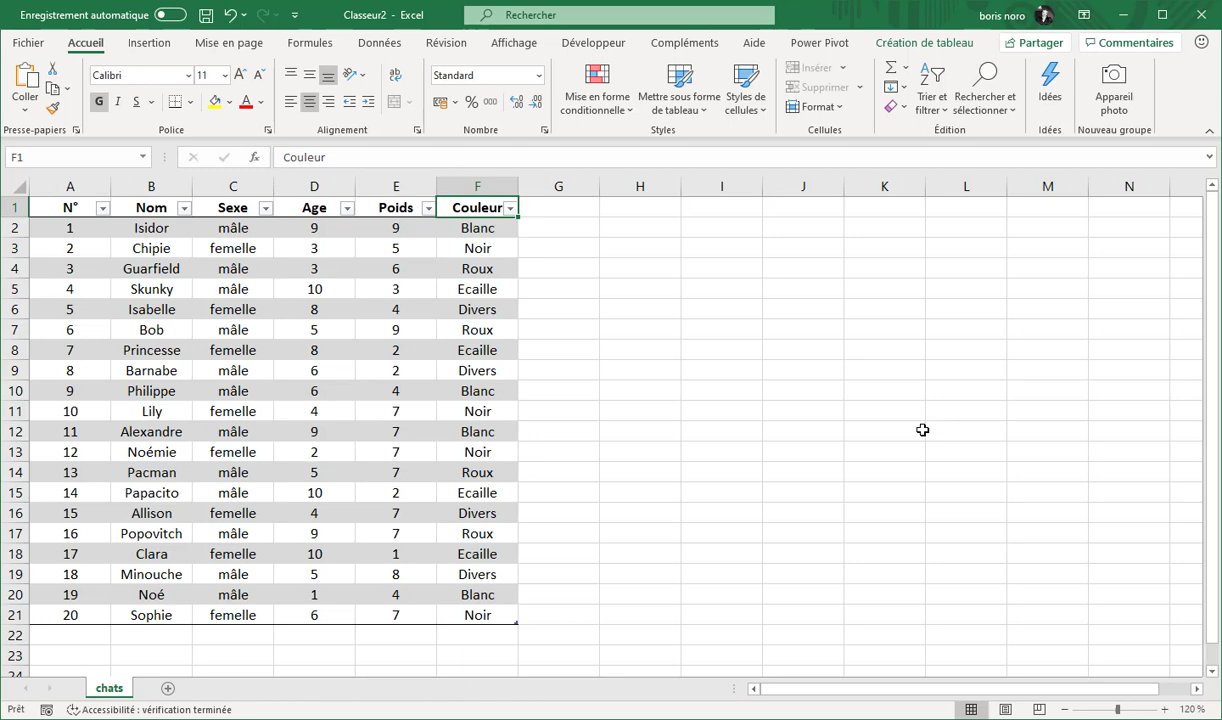 Enregistrement automatique Classeur2 - Excel Rechercher boris noro
Fichier Accueil Insertion Mise en page Formules Données Révision Affichage Développeur Compléments Aide Power Pivot Création de tableau Partager Commentaires
Coller Calibri 11 Standard Mise en forme conditionnelle Mettre sous forme de tableau Styles de cellules Insérer Supprimer Format Trier et filtrer Rechercher et sélectionner Idées Appareil photo
G I S A % 000
Presse-papiers Police Alignement Nombre Styles Cellules Édition Idées Nouveau groupe
F1 fx Couleur
A B C D E F G H I J K L M N
1 N° Nom Sexe Age Poids Couleur
2 1 Isidor mâle 9 9 Blanc
3 2 Chipie femelle 3 5 Noir
4 3 Guarfield mâle 3 6 Roux
5 4 Skunky mâle 10 3 Ecaille
6 5 Isabelle femelle 8 4 Divers
7 6 Bob mâle 5 9 Roux
8 7 Princesse femelle 8 2 Ecaille
9 8 Barnabe mâle 6 2 Divers
10 9 Philippe mâle 6 4 Blanc
11 10 Lily femelle 4 7 Noir
12 11 Alexandre mâle 9 7 Blanc
13 12 Noémie femelle 2 7 Noir
14 13 Pacman mâle 5 7 Roux
15 14 Papacito mâle 10 2 Ecaille
16 15 Allison femelle 4 7 Divers
17 16 Popovitch mâle 9 7 Roux
18 17 Clara femelle 10 1 Ecaille
19 18 Minouche mâle 5 8 Divers
20 19 Noé mâle 1 4 Blanc
21 20 Sophie femelle 6 7 Noir
22
23
24
chats
Prêt Accessibilité : vérification terminée 120 %